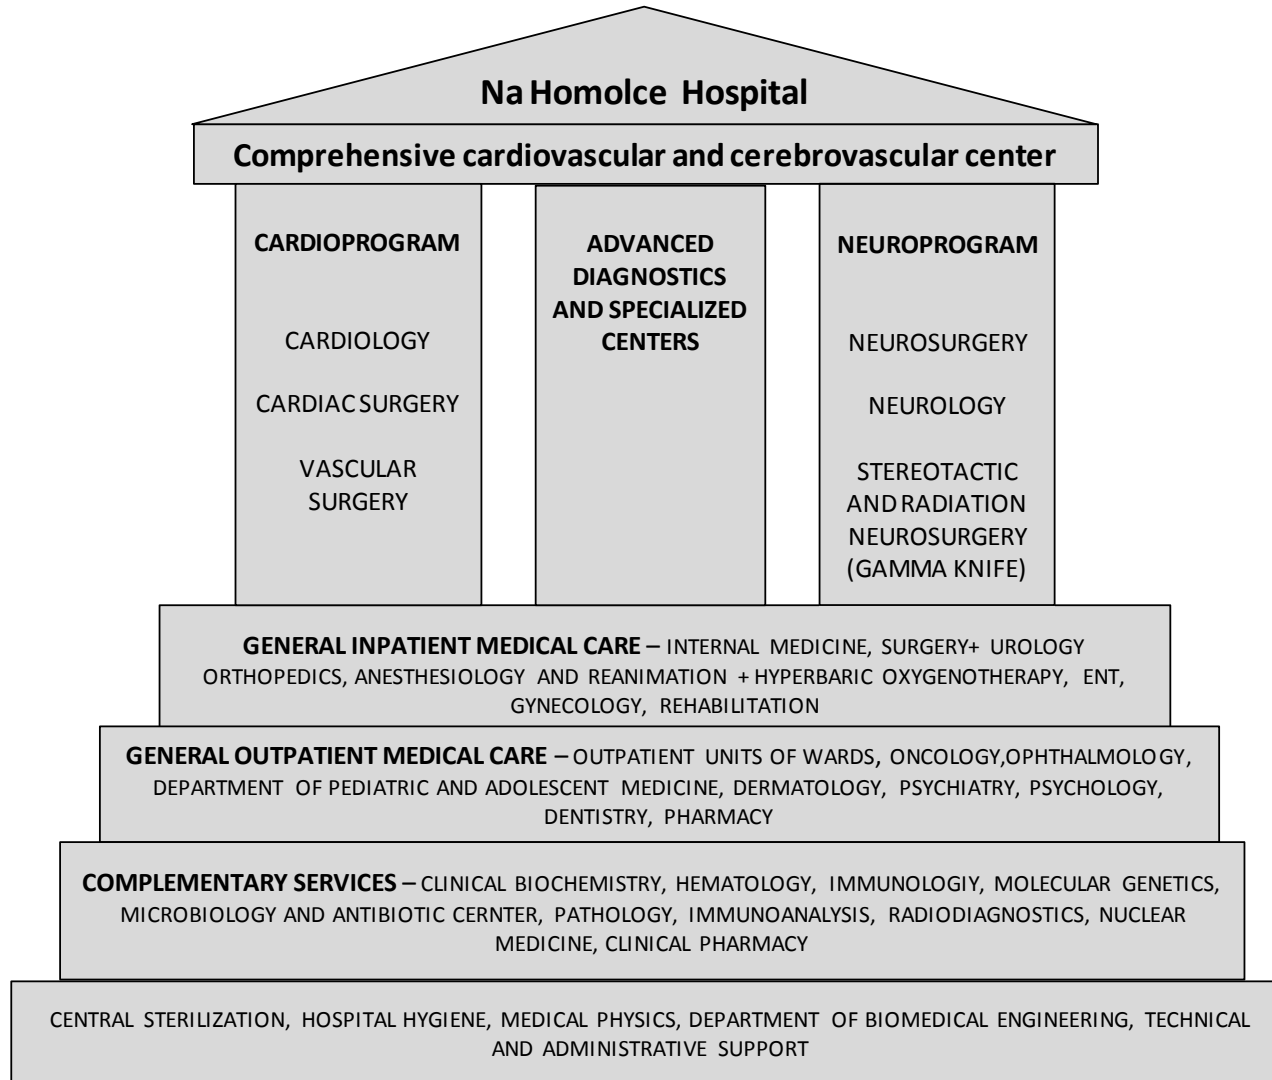 Na Homolce Hospital
Comprehensive cardiovascular and cerebrovascular center
CARDIOPROGRAM
CARDIOLOGY
CARDIAC SURGERY
VASCULAR
SURGERY
ADVANCED
DIAGNOSTICS
AND SPECIALIZED
CENTERS
NEUROPROGRAM
NEUROSURGERY
NEUROLOGY
STEREOTACTIC
AND RADIATION
NEUROSURGERY
(GAMMA KNIFE)
GENERAL INPATIENT MEDICAL CARE – INTERNAL MEDICINE, SURGERY+ UROLOGY
ORTHOPEDICS, ANESTHESIOLOGY AND REANIMATION + HYPERBARIC OXYGENOTHERAPY, ENT,
GYNECOLOGY, REHABILITATION
GENERAL OUTPATIENT MEDICAL CARE – OUTPATIENT UNITS OF WARDS, ONCOLOGY,OPHTHALMOLOGY,
DEPARTMENT OF PEDIATRIC AND ADOLESCENT MEDICINE, DERMATOLOGY, PSYCHIATRY, PSYCHOLOGY,
DENTISTRY, PHARMACY
COMPLEMENTARY SERVICES – CLINICAL BIOCHEMISTRY, HEMATOLOGY, IMMUNOLOGIY, MOLECULAR GENETICS,
MICROBIOLOGY AND ANTIBIOTIC CERNTER, PATHOLOGY, IMMUNOANALYSIS, RADIODIAGNOSTICS, NUCLEAR
MEDICINE, CLINICAL PHARMACY
CENTRAL STERILIZATION, HOSPITAL HYGIENE, MEDICAL PHYSICS, DEPARTMENT OF BIOMEDICAL ENGINEERING, TECHNICAL
AND ADMINISTRATIVE SUPPORT